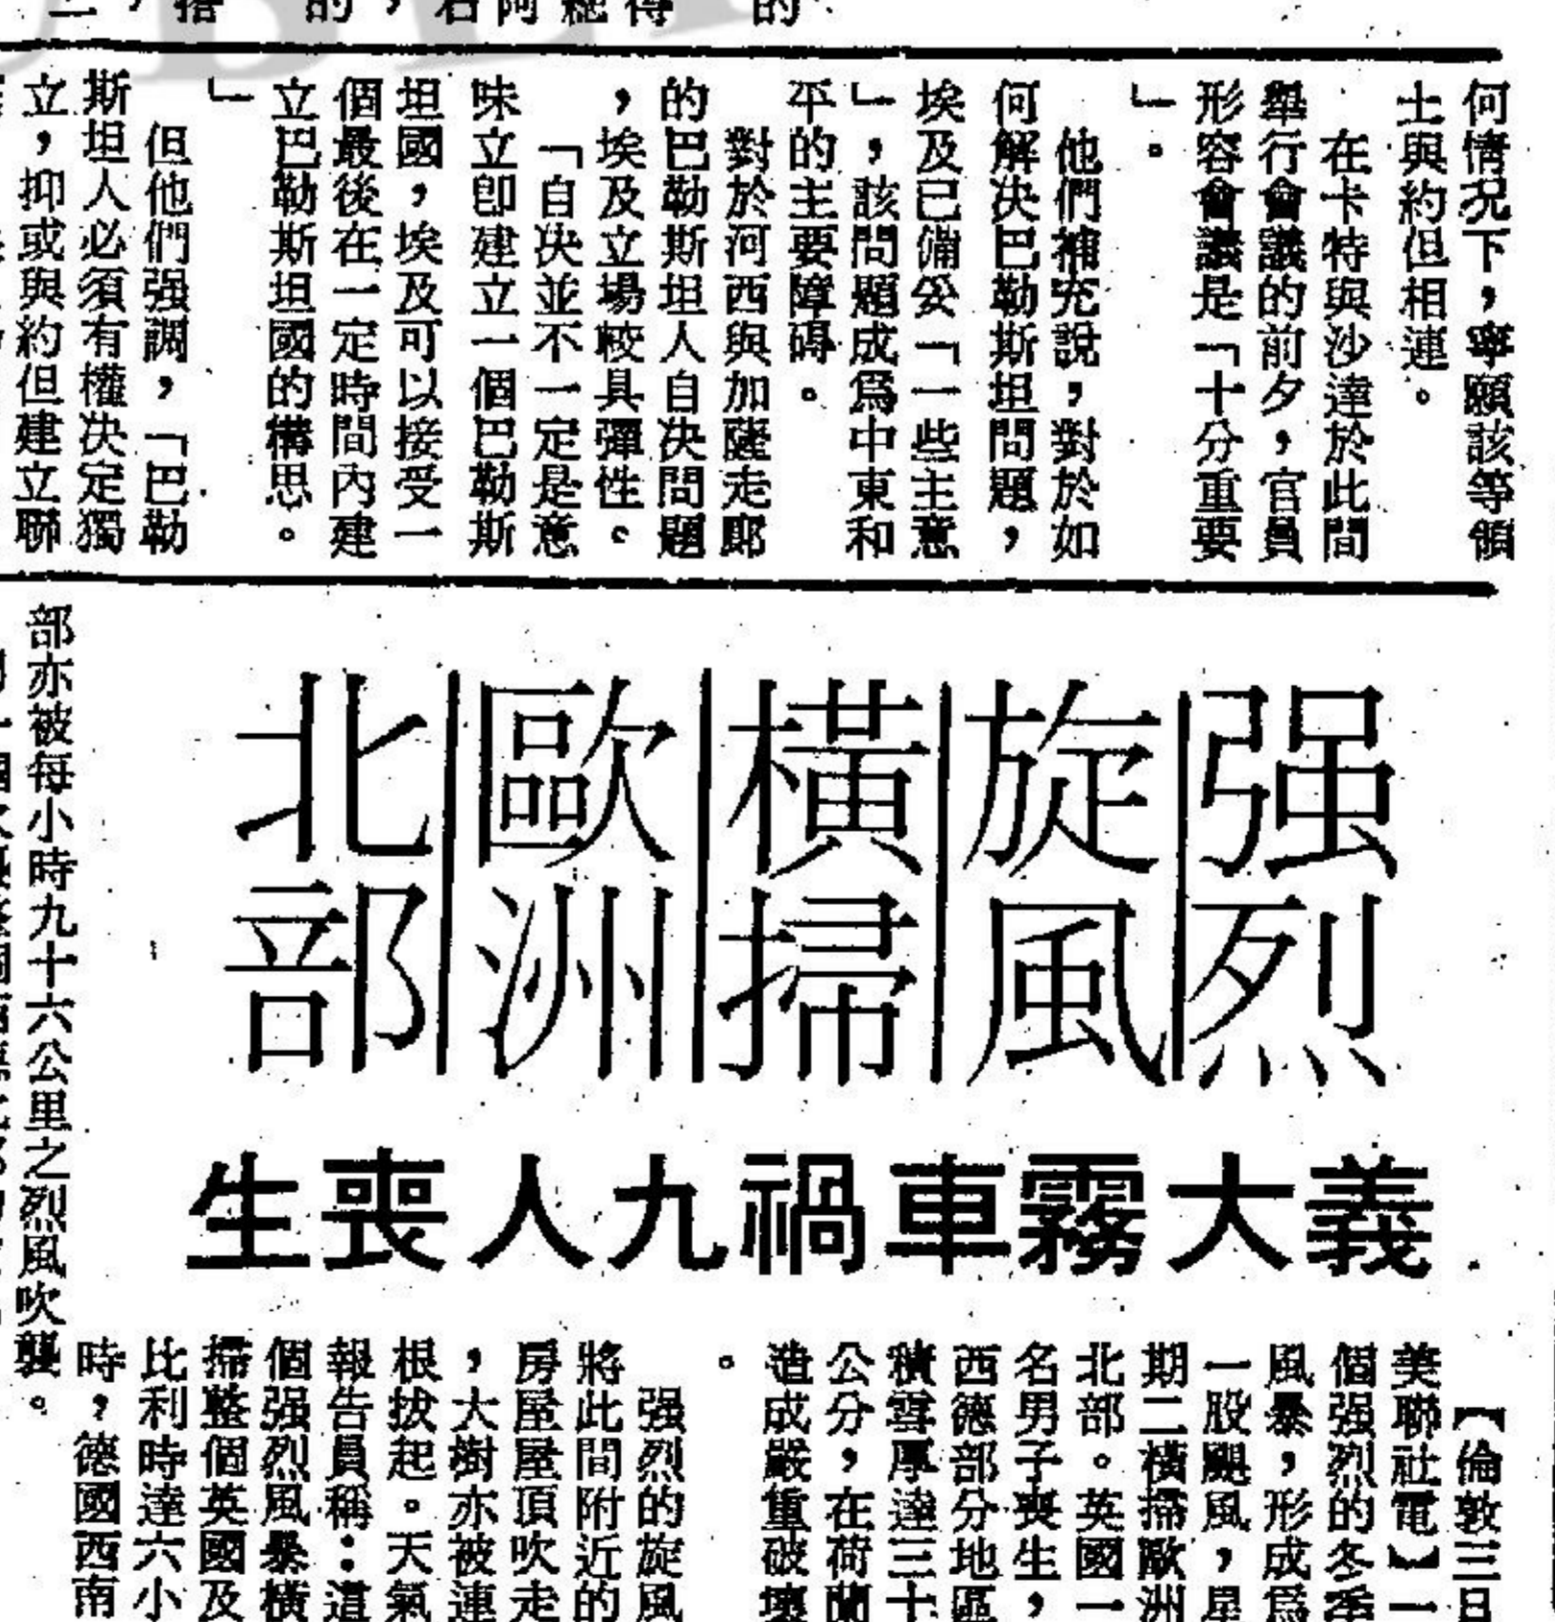 何情況下，寧願該等領
土與約但相連。
在卡特與沙達於此間
舉行會議的前夕，官員
形容會議是「十分重要
」。
他們補充說，對於如
何解決巴勒斯坦問題，
埃及已備妥「一些主意
」，該問題成爲中東和
平的主要障碍。
對於河西與加薩走廊
的巴勒斯坦人自決問題
，埃及立場較具彈性。
「自决並不一定是意
味立卽建立一個巴勒斯
坦國，埃及可以接受一
個最後在一定時間內建
立巴勒斯坦國的構思。
」
但他們强調，「巴勒
斯坦人必須有權決定獨
立，抑或與約但建立聯
强烈
旋風
橫掃
歐洲
北部
義大霧車禍九人喪生
【倫敦三日
美聯社電】一
個强烈的冬季
風暴，形成爲
一股颶風，星
期二橫掃歐洲
北部。英國一
名男子喪生，
西德部分地區
積雲厚達三十
公分，在荷蘭
造成嚴重破壞
。
强烈的旋風
將此間附近的
房屋屋頂吹走
，大樹亦被連
根拔起。天氣
報告員稱：這
個强烈風暴橫
掃整個英國及
比利時達六小
時，德國西南
部亦被每小時九十六公里之烈風吹襲。